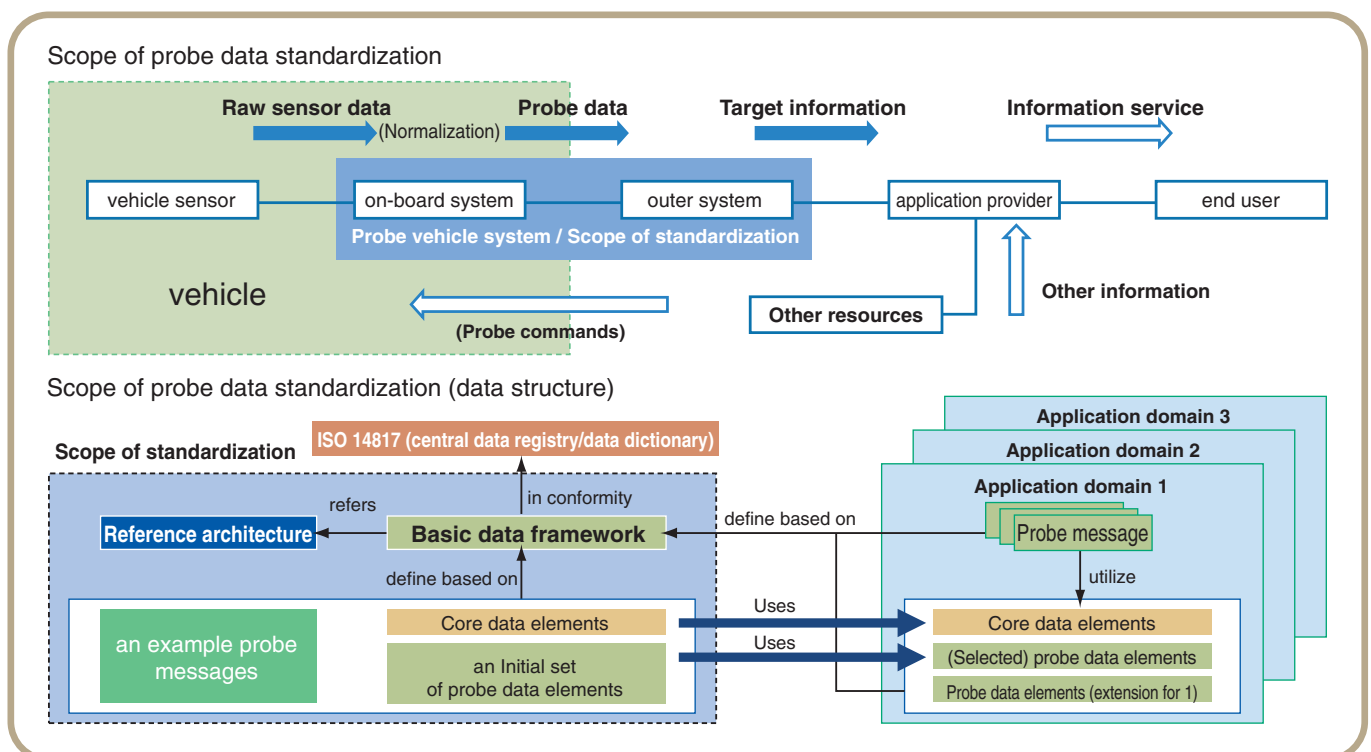 Scope of probe data standardization
Raw sensor data
(Normalization)
Probe data
Target information
Information service
vehicle sensor
on-board system
outer system
application provider
end user
Probe vehicle system / Scope of standardization
vehicle
(Probe commands)
Other resources
Other information
Scope of probe data standardization (data structure)
Scope of standardization
ISO 14817 (central data registry/data dictionary)
refers
in conformity
Reference architecture
Basic data framework
define based on
define based on
an example probe
messages
Core data elements
an Initial set
of probe data elements
Uses
Uses
Application domain 3
Application domain 2
Application domain 1
Probe message
utilize
Core data elements
(Selected) probe data elements
Probe data elements (extension for 1)